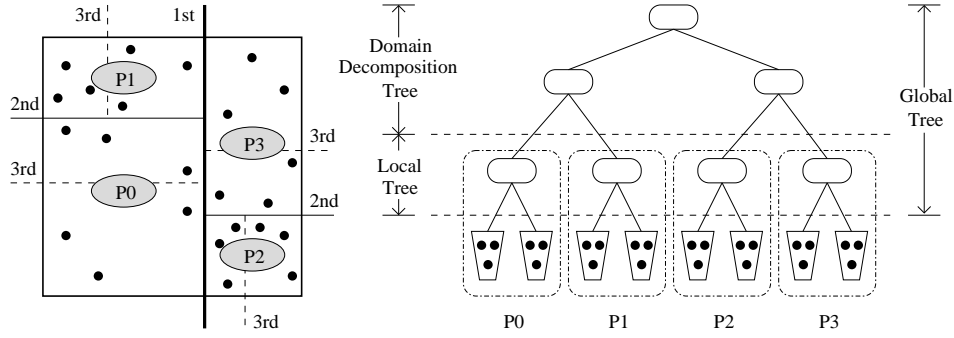 3rd
1st
P1
2nd
3rd
P3
3rd
P0
2nd
P2
3rd
Domain
Decomposition
Tree
Local
Tree
Global
Tree
P0
P1
P2
P3